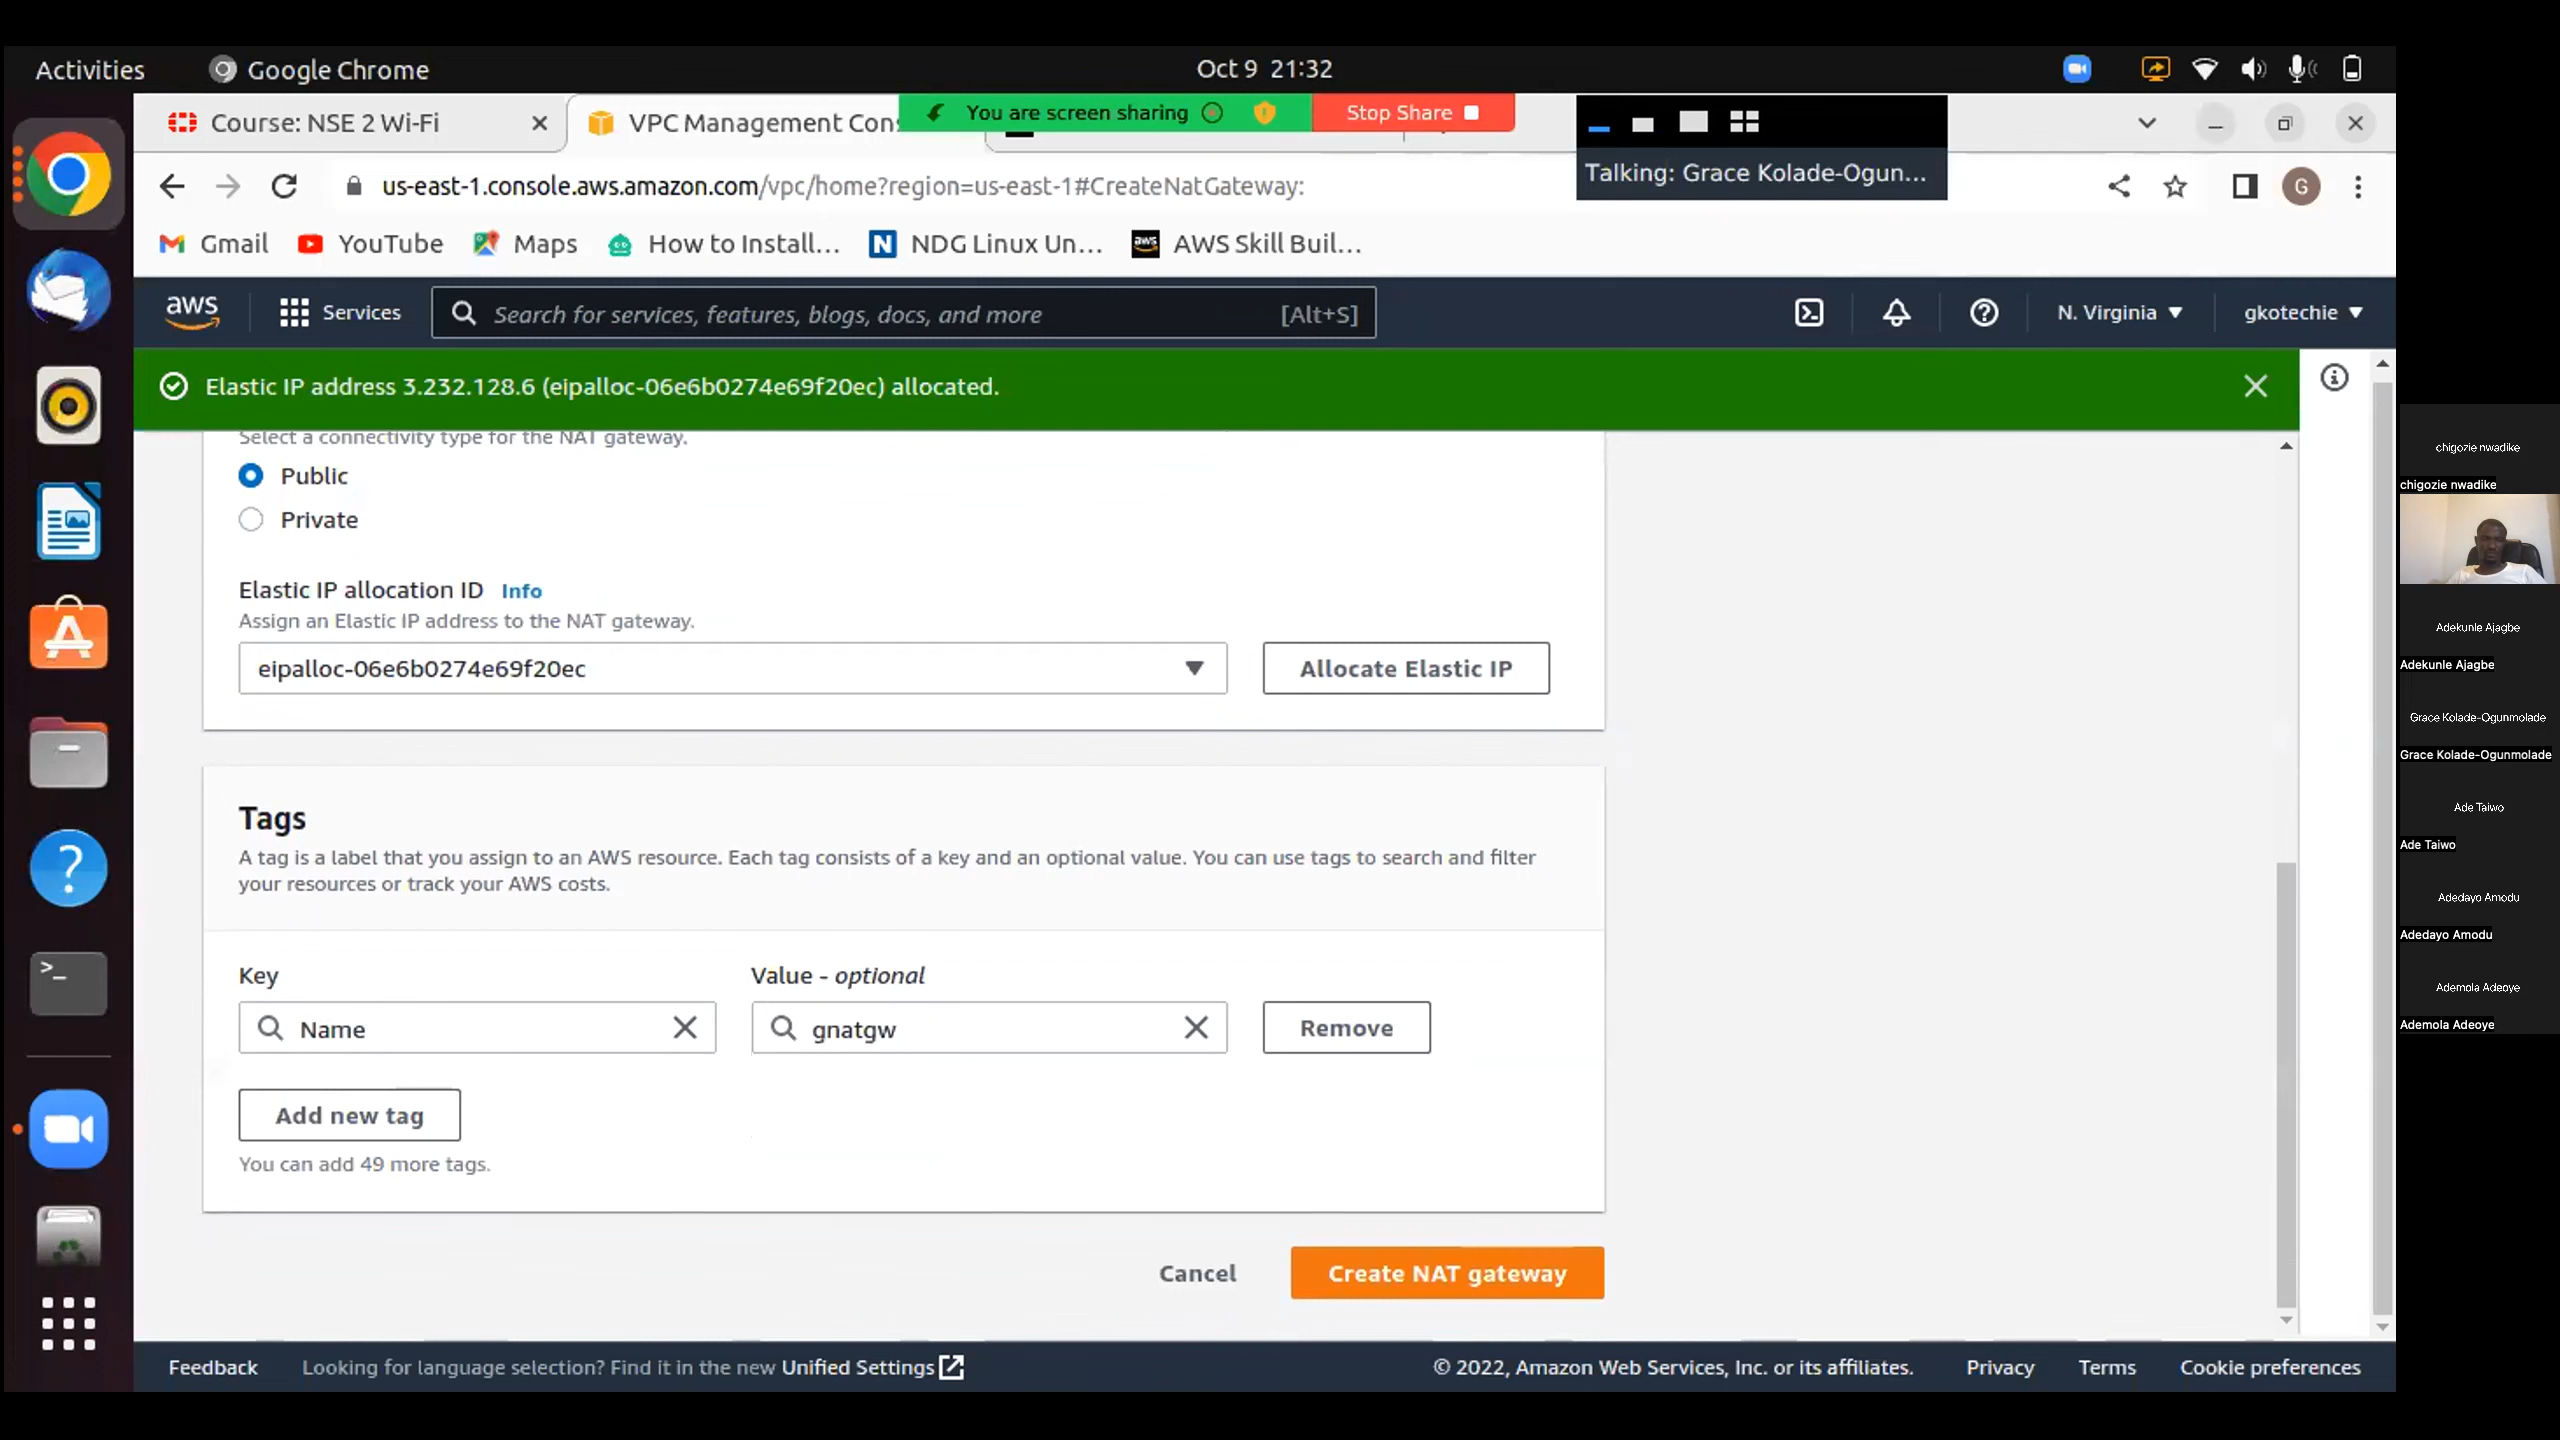 Activities
Google Chrome
Oct 9 21:32
Course: NSE 2 Wi-Fi
VPC Management Con
You are screen sharing
Stop Share
Talking: Grace Kolade-Ogun...
us-east-1.console.aws.amazon.com/vpc/home?region=us-east-1#CreateNatGateway:
G
Gmail
YouTube
Maps
How to Install...
N
NDG Linux Un...
aws
AWS Skill Buil...
aws
Services
Search for services, features, blogs, docs, and more
[Alt+S]
N. Virginia
gkotechie
Elastic IP address 3.232.128.6 (eipalloc-06e6b0274e69f20ec) allocated.
Select a connectivity type for the NAT gateway.
Public
Private
Elastic IP allocation ID Info
Assign an Elastic IP address to the NAT gateway.
eipalloc-06e6b0274e69f20ec
Allocate Elastic IP
Tags
A tag is a label that you assign to an AWS resource. Each tag consists of a key and an optional value. You can use tags to search and filter
your resources or track your AWS costs.
Key
Value - optional
Name
gnatgw
Remove
Add new tag
You can add 49 more tags.
Cancel
Create NAT gateway
Feedback
Looking for language selection? Find it in the new Unified Settings
© 2022, Amazon Web Services, Inc. or its affiliates.
Privacy
Terms
Cookie preferences
chigozie nwadike
chigozie nwadike
Adekunle Ajagbe
Adekunle Ajagbe
Grace Kolade-Ogunmolade
Grace Kolade-Ogunmolade
Ade Taiwo
Ade Taiwo
Adedayo Amodu
Adedayo Amodu
Ademola Adeoye
Ademola Adeoye